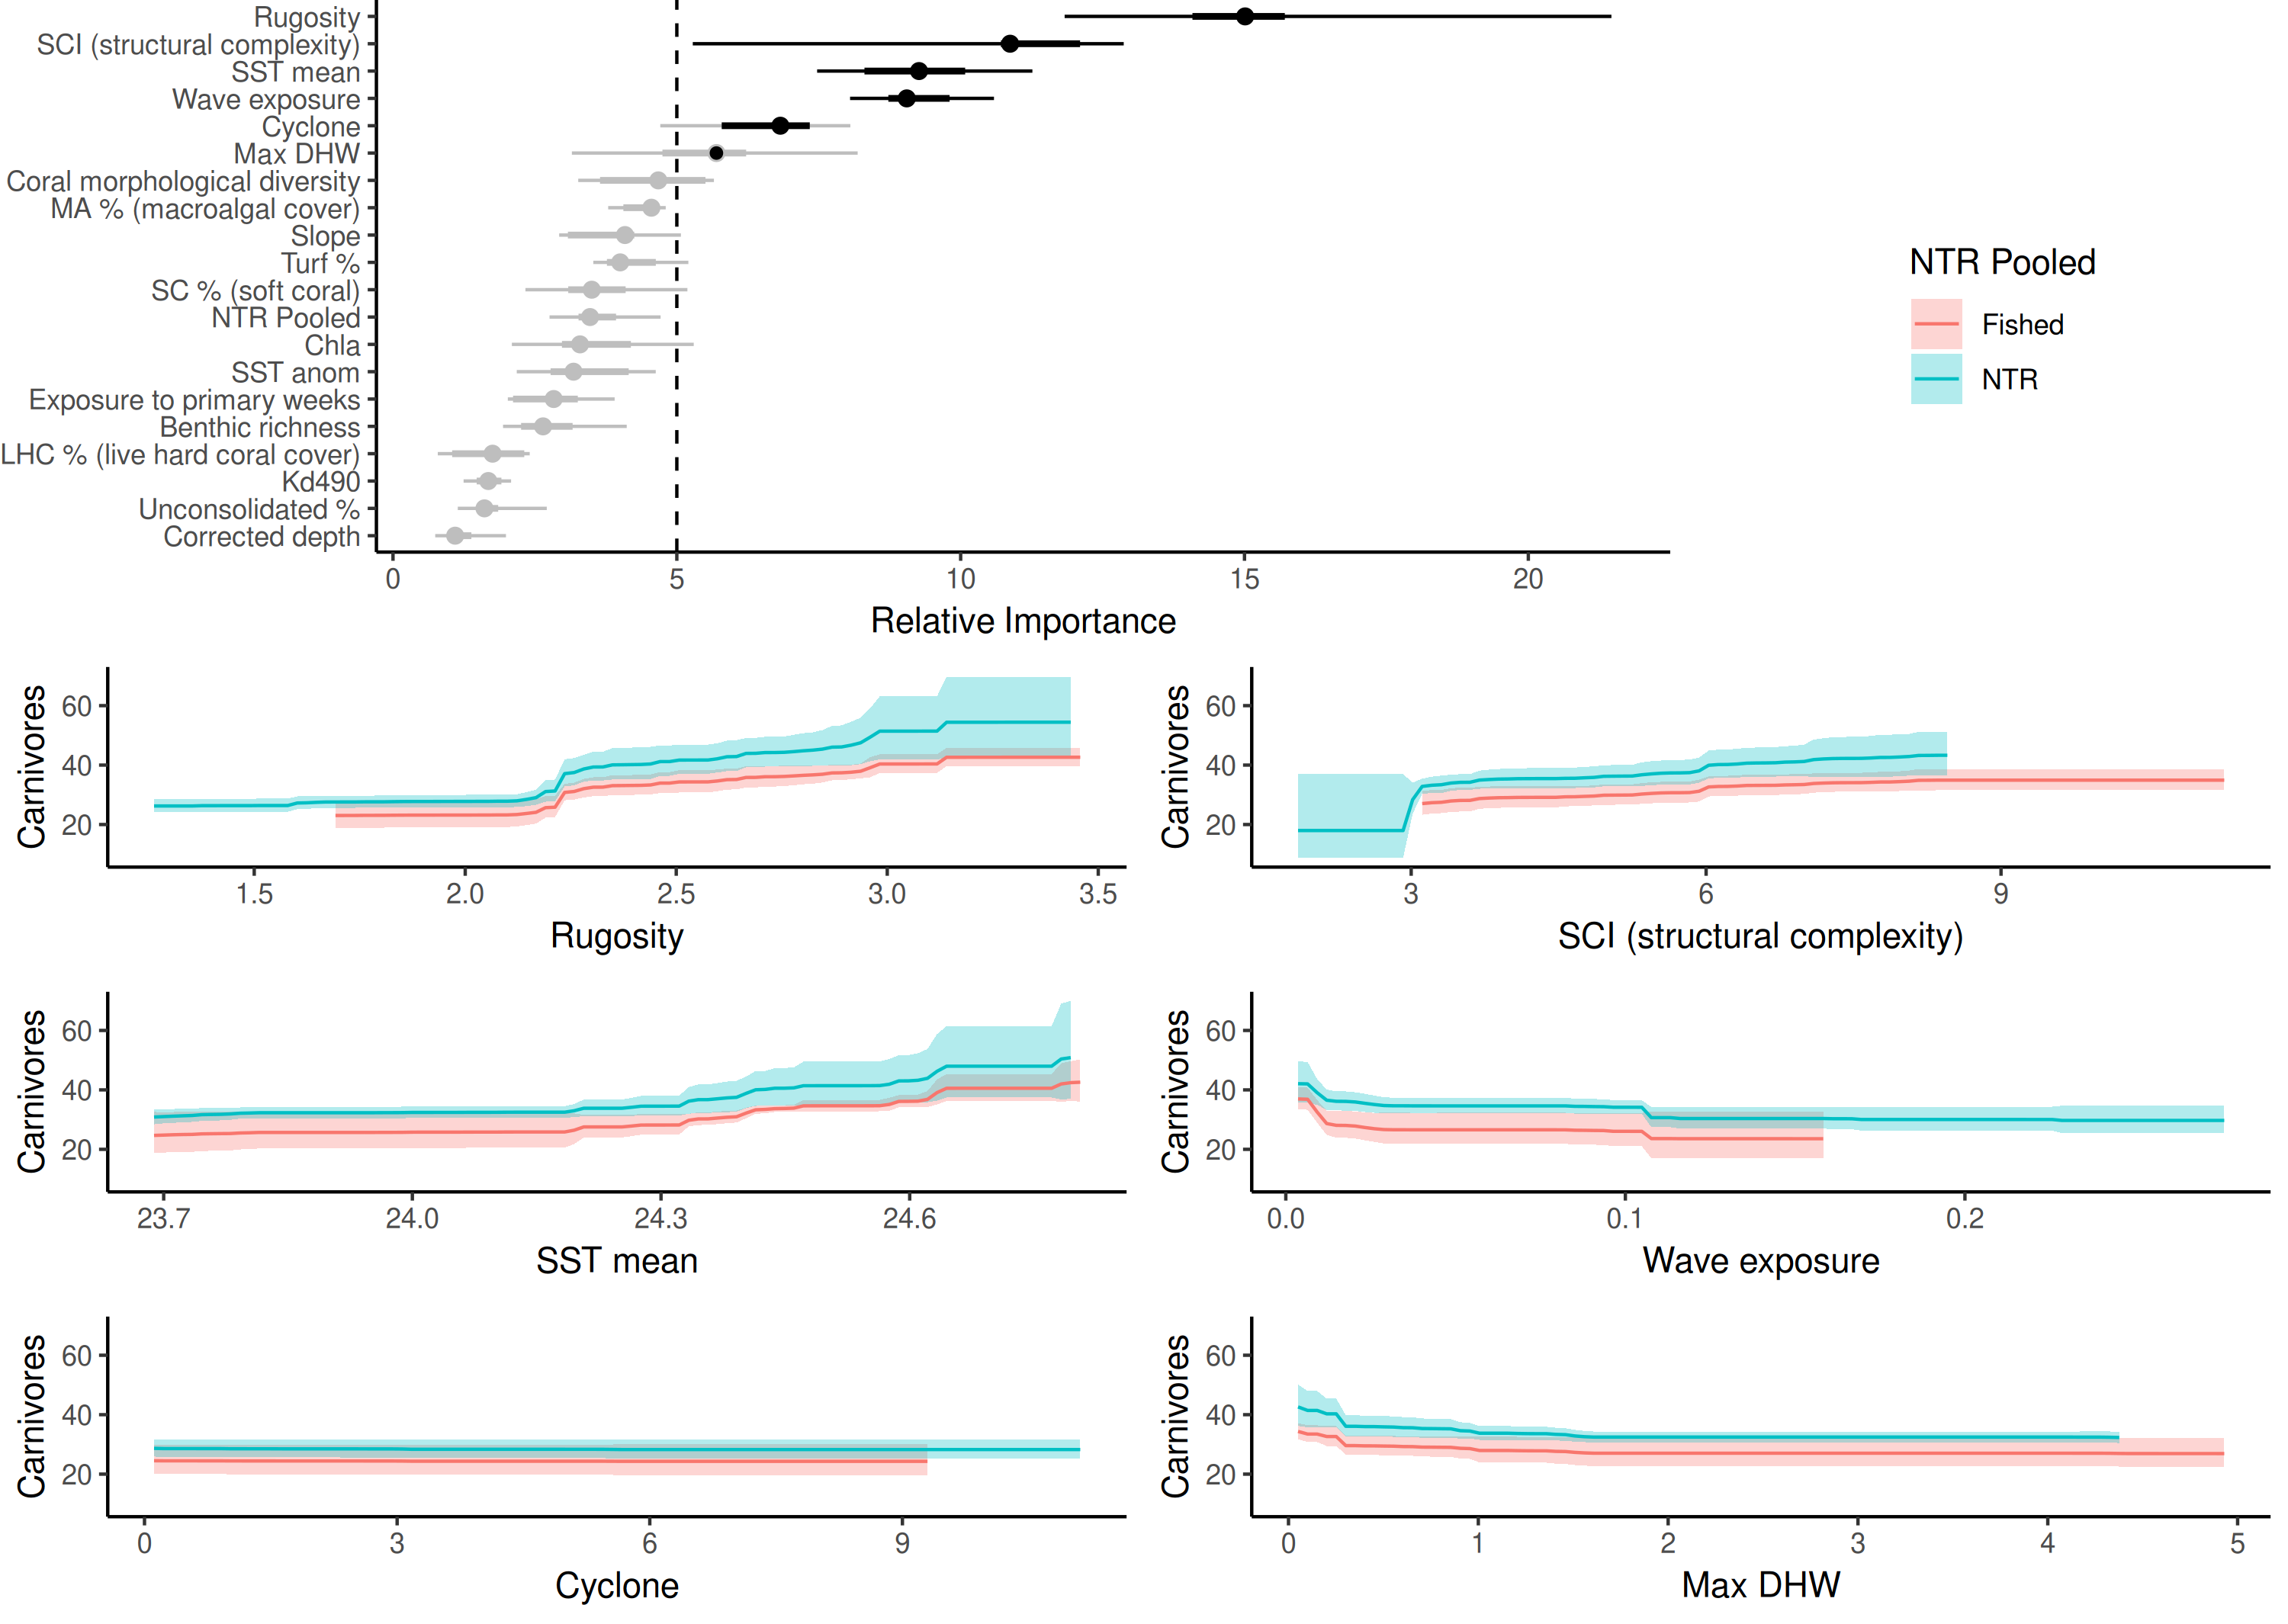 Rugosity
SCI (structural complexity)
SST mean
Wave exposure
Cyclone
Max DHW
Coral morphological diversity
MA % (macroalgal cover)
Slope
Turf %
SC % (soft coral)
NTR Pooled
Chla
SST anom
Exposure to primary weeks
Benthic richness
LHC % (live hard coral cover)
Kd490
Unconsolidated %
Corrected depth
0 5 10 15 20
Relative Importance
NTR Pooled
Fished
NTR
Carnivores
60
40
20
1.5 2.0 2.5 3.0 3.5
Rugosity
Carnivores
60
40
20
3 6 9
SCI (structural complexity)
Carnivores
60
40
20
23.7 24.0 24.3 24.6
SST mean
Carnivores
60
40
20
0.0 0.1 0.2
Wave exposure
Carnivores
60
40
20
0 3 6 9
Cyclone
Carnivores
60
40
20
0 1 2 3 4 5
Max DHW